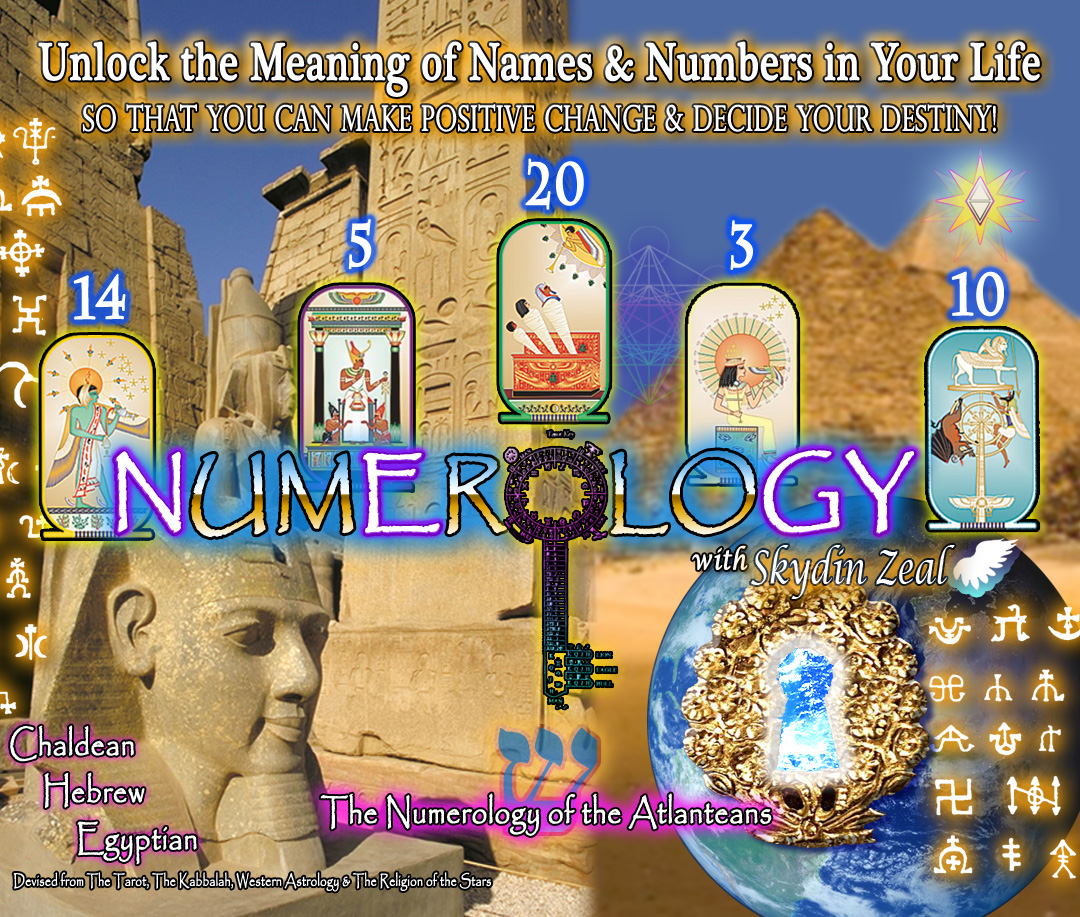 Unlock the Meaning of Names & Numbers in Your Life
SO THAT YOU CAN MAKE POSITIVE CHANGE & DECIDE YOUR DESTINY!
20
5
3
14
10
NUMEROLOGY
with Skydin Zeal
ש
Chaldean
Hebrew
Egyptian
The Numerology of the Atlanteans
Devised from The Tarot, The Kabbalah, Western Astrology & The Religion of the Stars